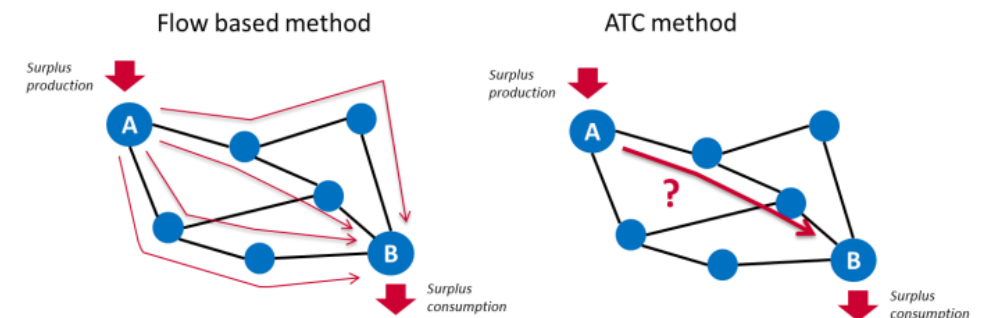 Flow based method
ATC method
Surplus
production
A
B
Surplus
consumption
Surplus
production
A
?
B
Surplus
consumption